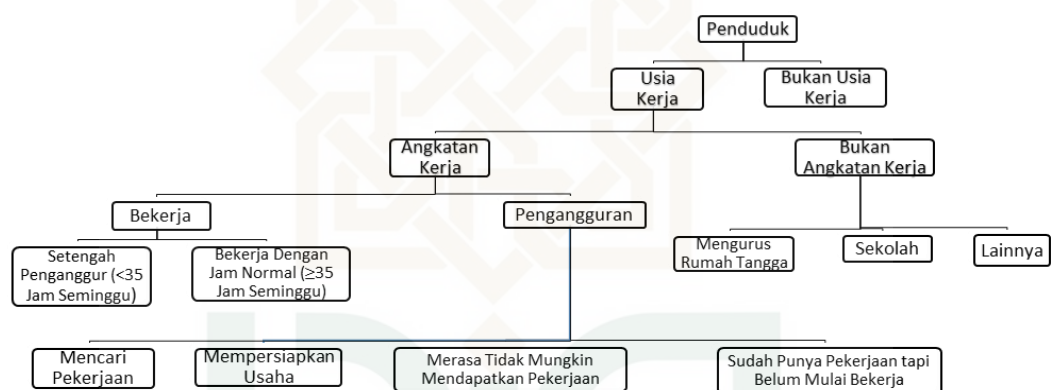 Penduduk
Usia
Kerja
Bukan Usia
Kerja
Angkatan
Kerja
Bukan
Angkatan Kerja
Bekerja
Pengangguran
Setengah
Penganggur (<35
Jam Seminggu)
Bekerja Dengan
Jam Normal (≥35
Jam Seminggu)
Mengurus
Rumah Tangga
Sekolah
Lainnya
Mencari
Pekerjaan
Mempersiapkan
Usaha
Merasa Tidak Mungkin
Mendapatkan Pekerjaan
Sudah Punya Pekerjaan tapi
Belum Mulai Bekerja